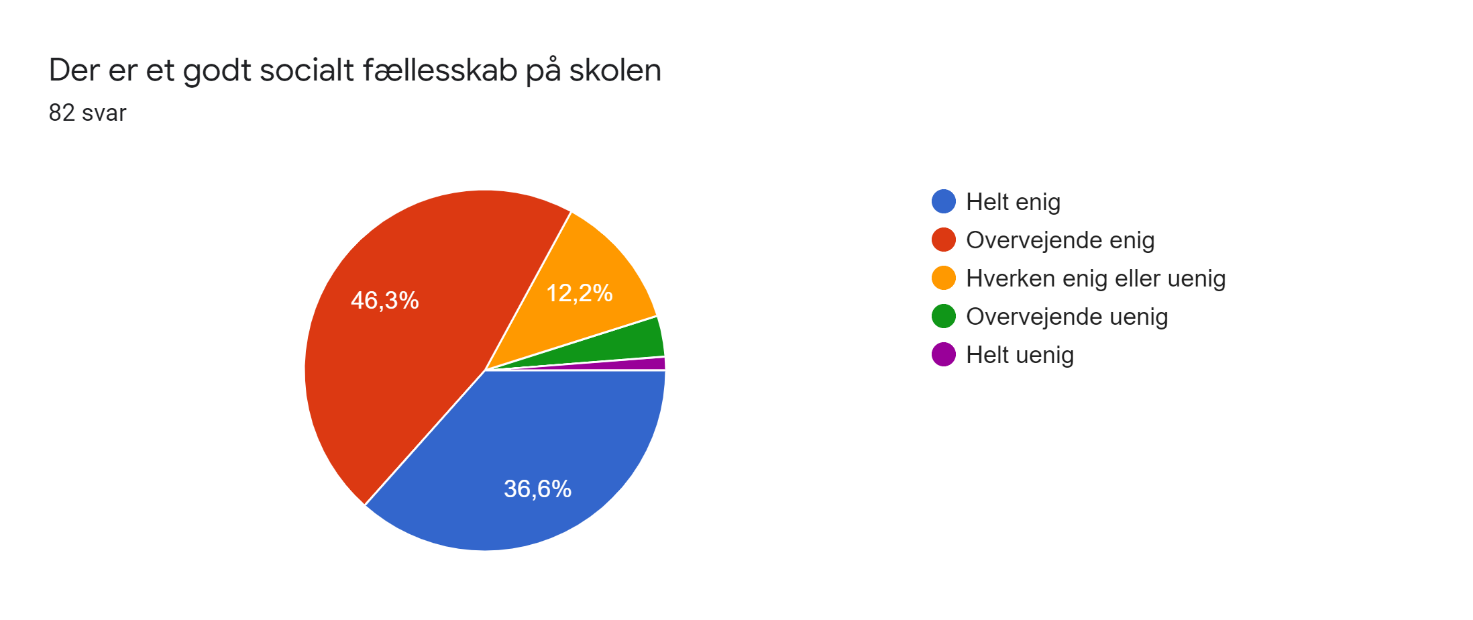 Der er et godt socialt fællesskab på skolen
82 svar
46,3%
12,2%
36,6%
Helt enig
Overvejende enig
Hverken enig eller uenig
Overvejende uenig
Helt uenig